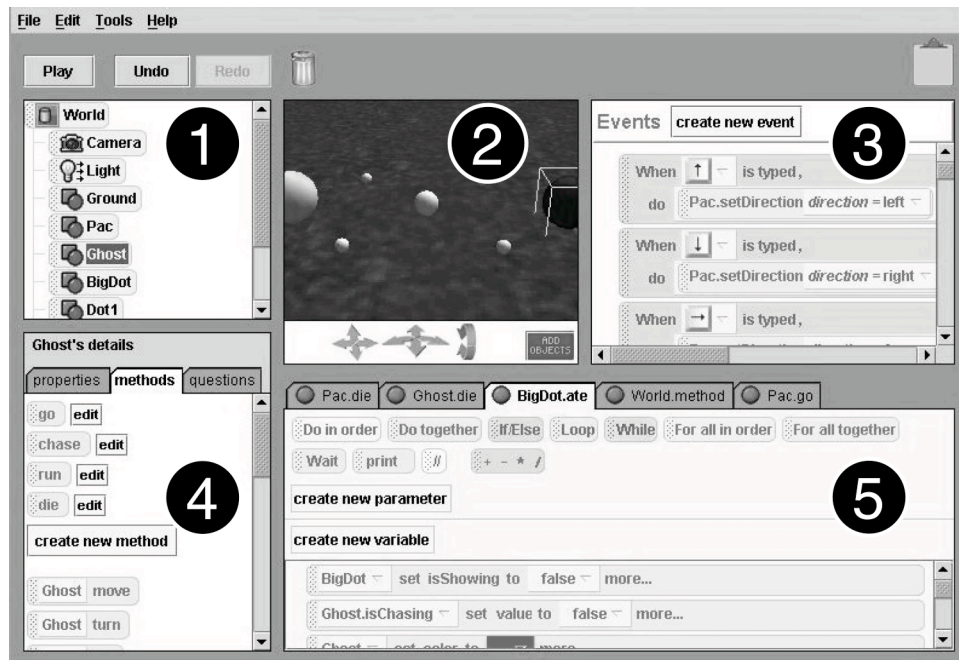 File Edit Tools Help
Play Undo Redo
World
Camera
Light
Ground
Pac
Ghost
BigDot
Dot1
1
2
ADD
OBJECTS
Events create new event
3
When ↑ is typed,
do Pac.setDirection direction = left
When ↓ is typed,
do Pac.setDirection direction = right
When → is typed,
Ghost's details
properties methods questions
go edit
chase edit
run edit
die edit
4
create new method
Ghost move
Ghost turn
Pac.die Ghost.die BigDot.ate World.method Pac.go
Do in order Do together If/Else Loop While For all in order For all together
Wait print // + - * /
create new parameter
5
create new variable
BigDot set isShowing to false more...
Ghost.isChasing set value to false more...
Ghost set color to more...